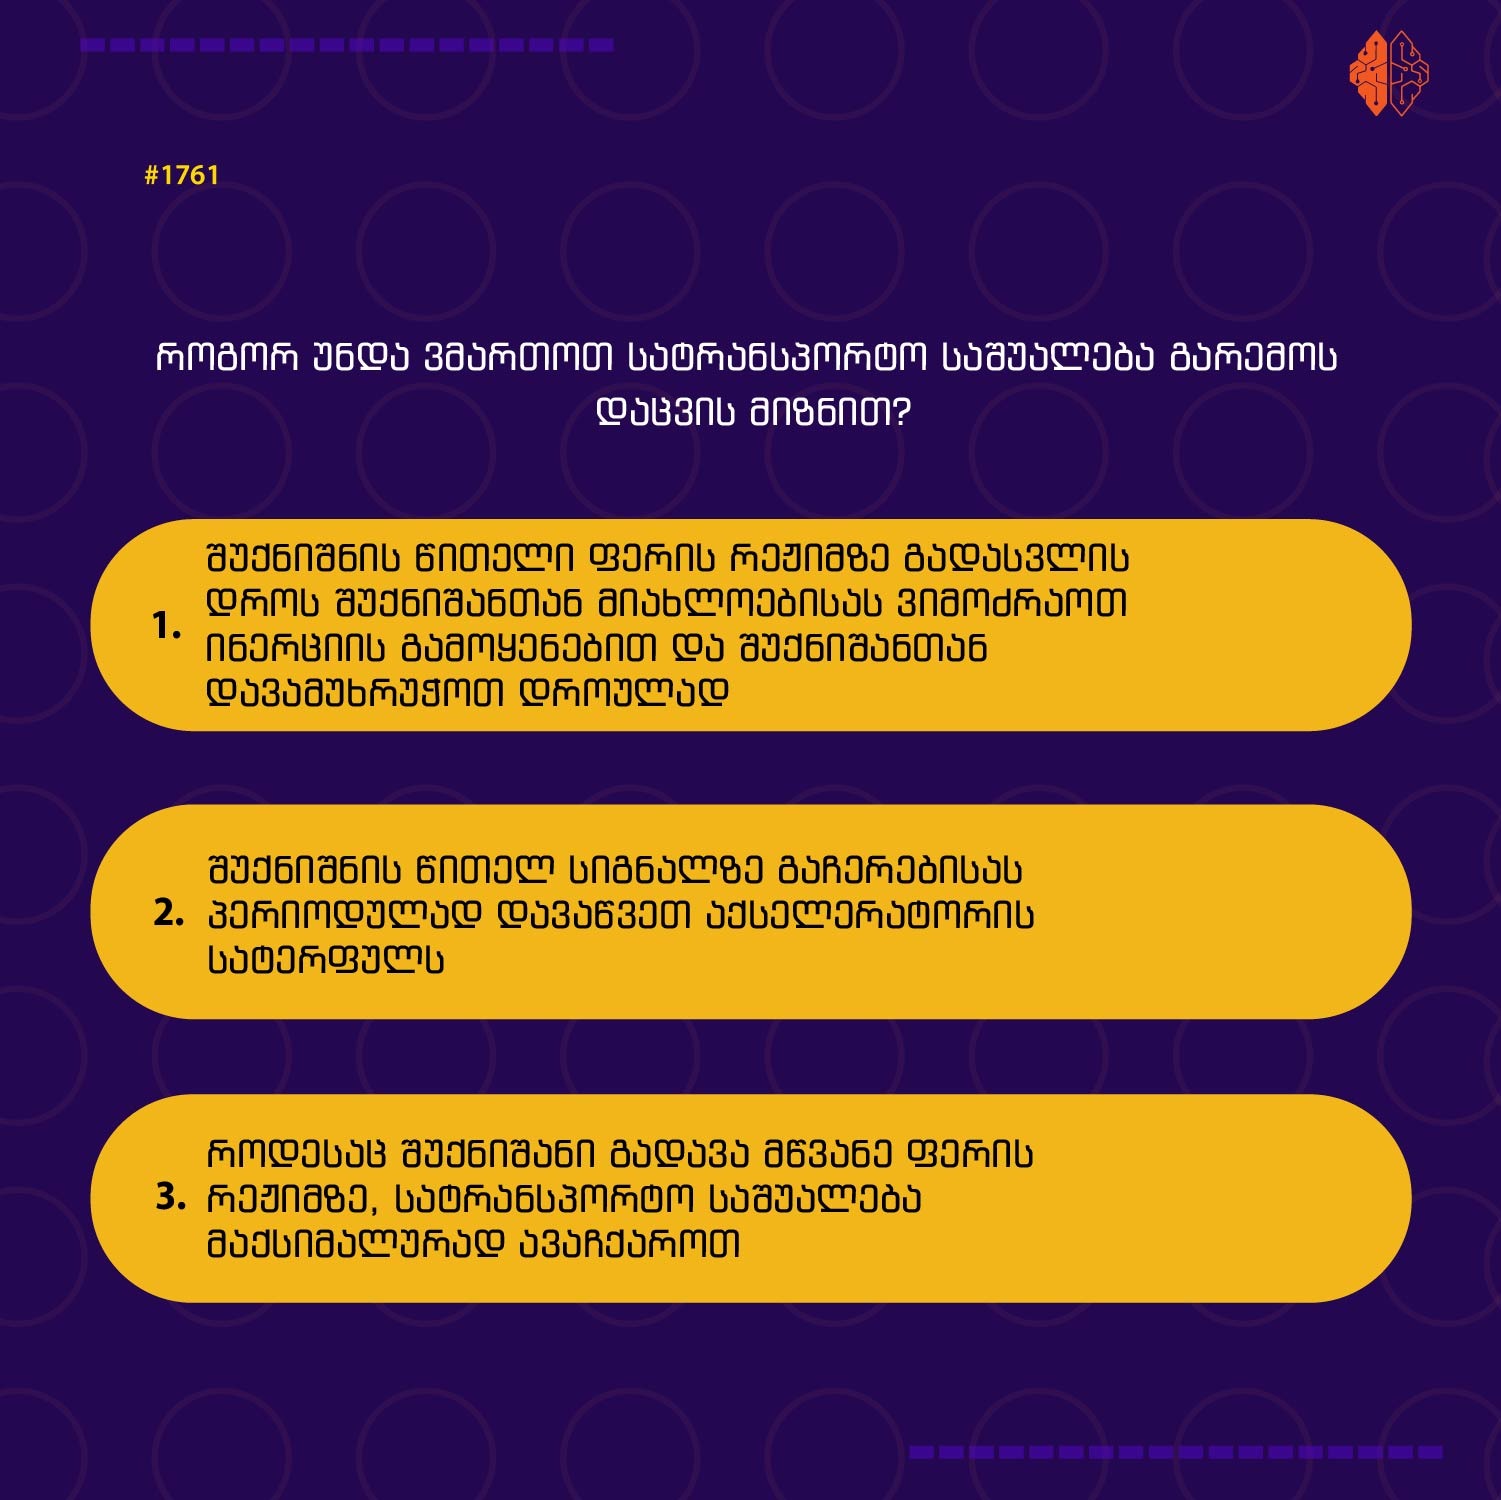 #1761
როგორ უნდა ვმართოთ სატრანსპორტო საშუალება გარემოს
დაცვის მიზნით?
შუქნიშნის წითელი ფერის რეჟიმზე გადასვლის
დროს შუქნიშანთან მიახლოებისას ვიმოძრაოთ
1. ინერციის გამოყენებით და შუქნიშანთან
დავამუხრუჭოთ დროულად
შუქნიშნის წითელ სიგნალზე გაჩერებისას
2. პერიოდულად დავაწვეთ აქსელერატორის
სატერფულს
როდესაც შუქნიშანი გადავა მწვანე ფერის
3. რეჟიმზე, სატრანსპორტო საშუალება
მაქსიმალურად ავაჩქაროთ